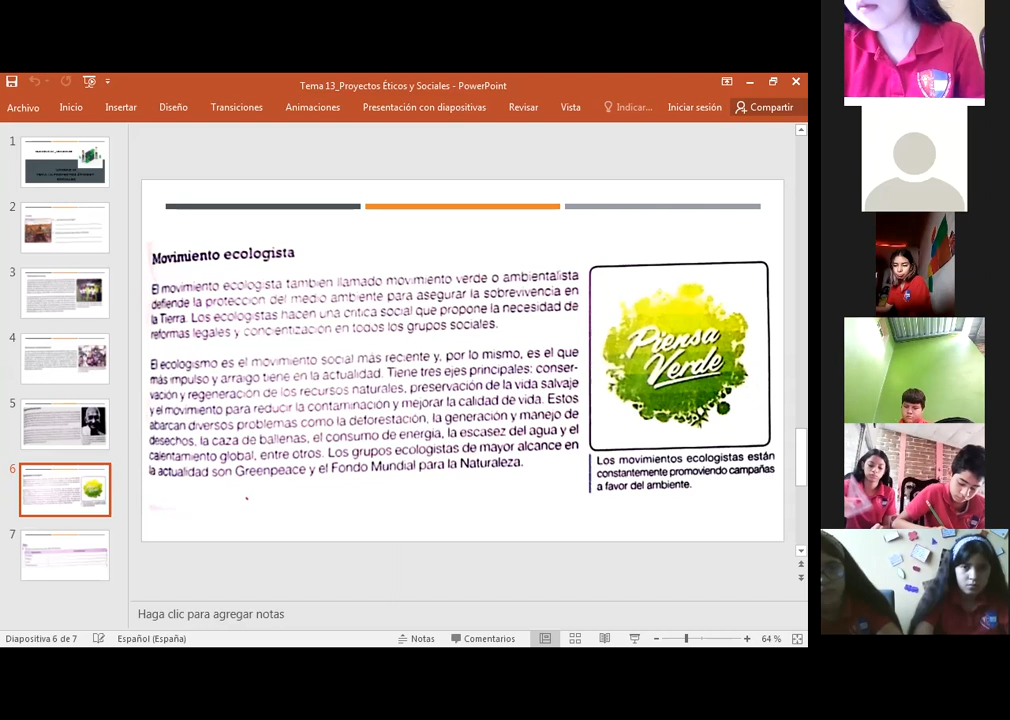 Tema 13_Proyectos Éticos y Sociales - PowerPoint
Archivo Inicio Insertar Diseño Transiciones Animaciones Presentación con diapositivas Revisar Vista Indicar... Iniciar sesión Compartir
1
2
3
4
5
6
7
Movimiento ecologista
El movimiento ecologista también llamado movimiento verde o ambientalista
defiende la protección del medio ambiente para asegurar la sobrevivencia en
la Tierra. Los ecologistas hacen una crítica social que propone la necesidad de
reformas legales y concientización en todos los grupos sociales.
El ecologismo es el movimiento social más reciente y, por lo mismo, es el que
más impulso y arraigo tiene en la actualidad. Tiene tres ejes principales: conser-
vación y regeneración de los recursos naturales, preservación de la vida salvaje
y el movimiento para reducir la contaminación y mejorar la calidad de vida. Estos
abarcan diversos problemas como la deforestación, la generación y manejo de
desechos, la caza de ballenas, el consumo de energía, la escasez del agua y el
calentamiento global, entre otros. Los grupos ecologistas de mayor alcance en
la actualidad son Greenpeace y el Fondo Mundial para la Naturaleza.
Piensa
Verde
Los movimientos ecologistas están
constantemente promoviendo campañas
a favor del ambiente.
Haga clic para agregar notas
Diapositiva 6 de 7 Español (España) Notas Comentarios 64 %